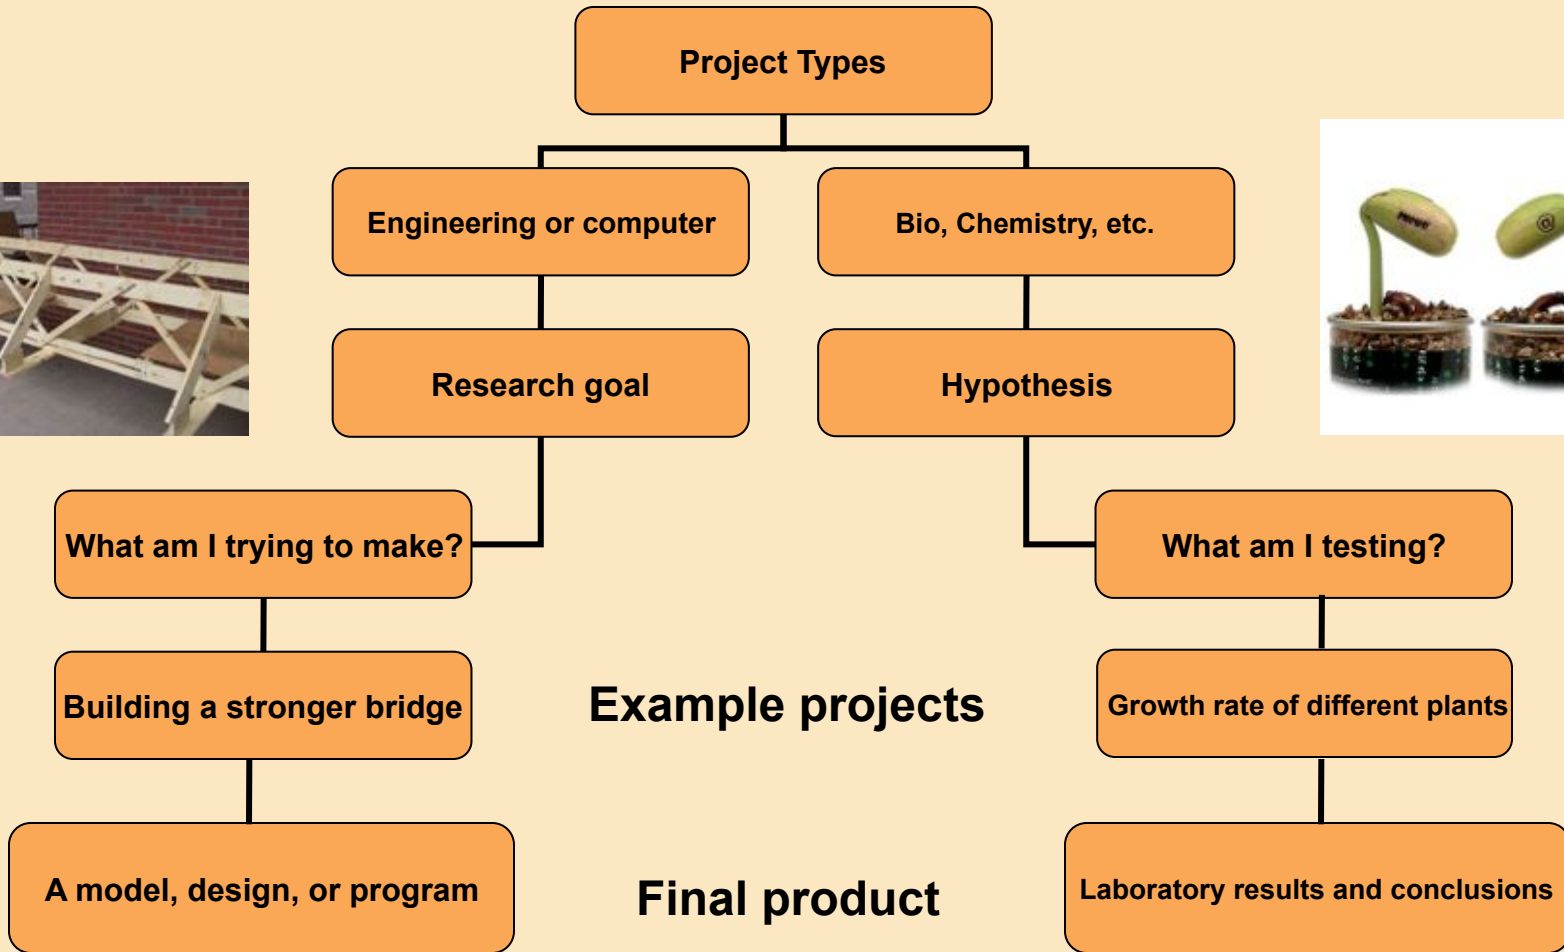 Project Types
Engineering or computer
Bio, Chemistry, etc.
Research goal
Hypothesis
What am I trying to make?
What am I testing?
Building a stronger bridge
Example projects
Growth rate of different plants
A model, design, or program
Final product
Laboratory results and conclusions